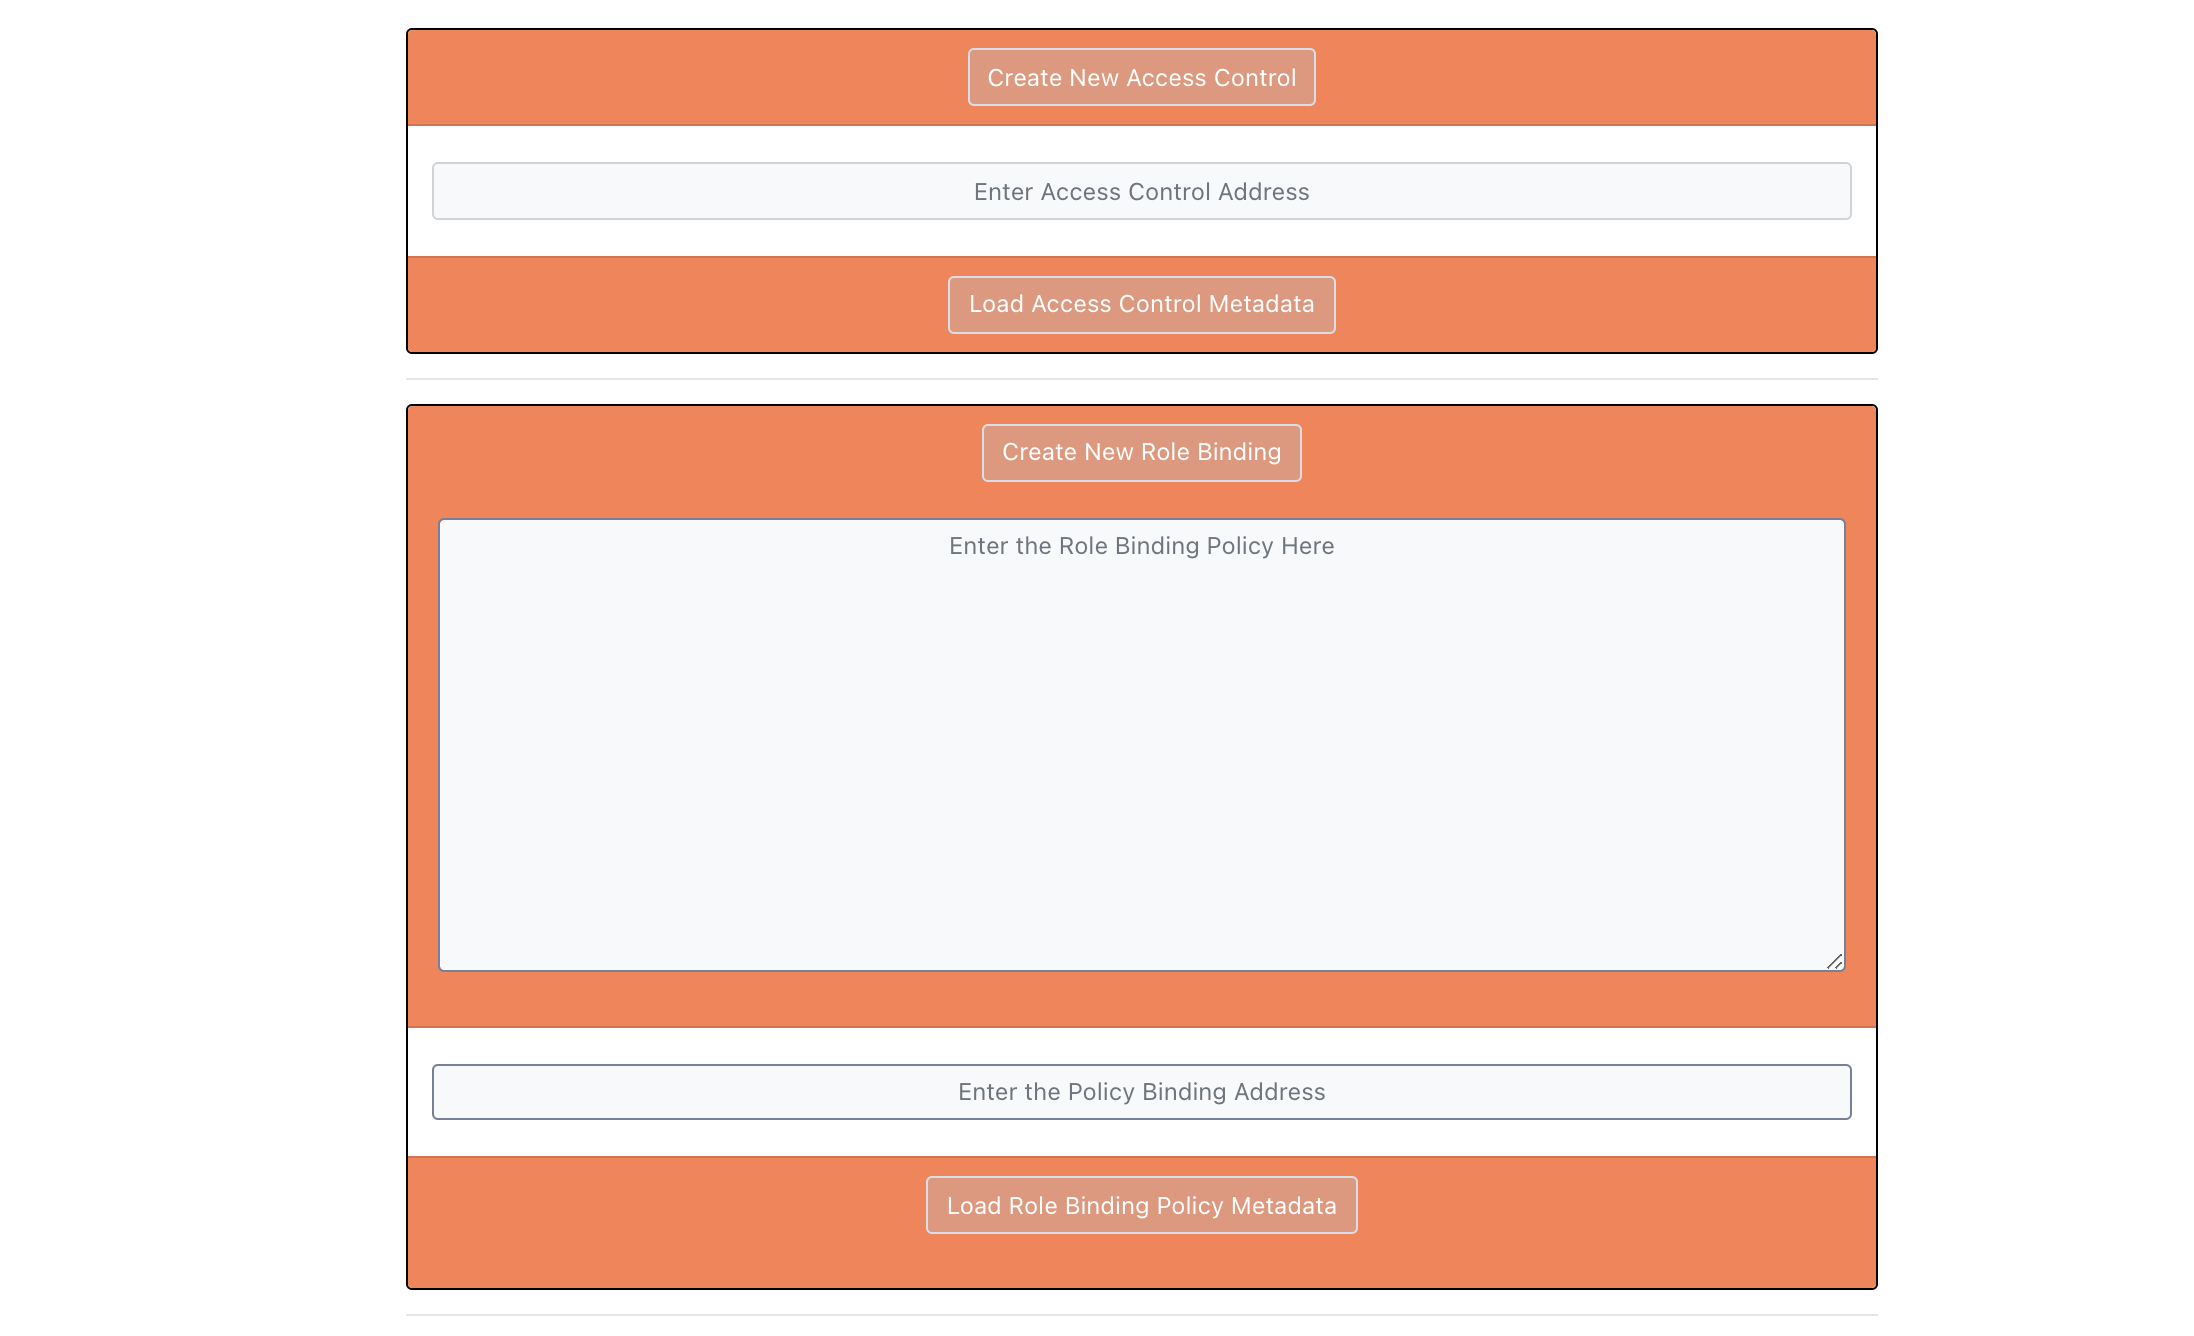 Create New Access Control
Enter Access Control Address
Load Access Control Metadata
Create New Role Binding
Enter the Role Binding Policy Here
Enter the Policy Binding Address
Load Role Binding Policy Metadata